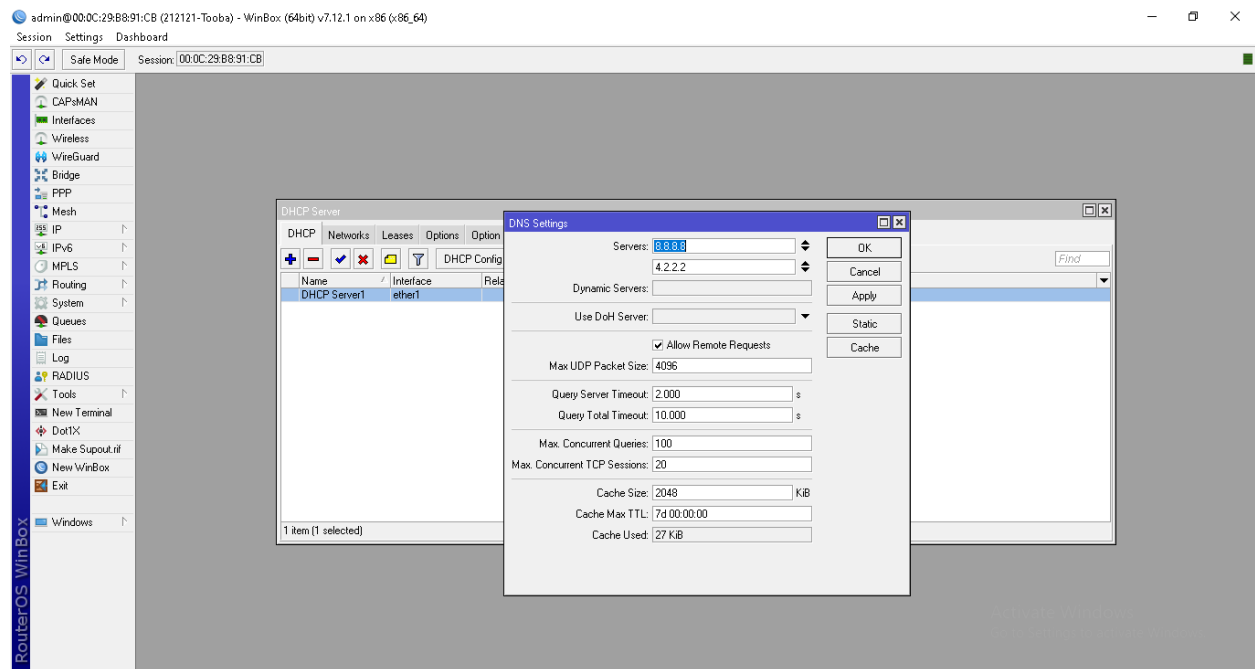 admin@00:0C:29:B8:91:CB (212121-Tooba) - WinBox (64bit) v7.12.1 on x86 (x86_64)
Session Settings Dashboard
Safe Mode Session: 00:0C:29:B8:91:CB
Quick Set
CAPsMAN
Interfaces
Wireless
WireGuard
Bridge
PPP
Mesh
IP
IPv6
MPLS
Routing
System
Queues
Files
Log
RADIUS
Tools
New Terminal
Dot1X
Make Supout.rif
New WinBox
Exit
Windows
RouterOS WinBox
DHCP Server
DHCP Networks Leases Options Option
DHCP Config
Find
Name Interface Rela
DHCP Server1 ether1
1 item (1 selected)
DNS Settings
Servers: 8.8.8.8
4.2.2.2
Dynamic Servers:
Use DoH Server:
Allow Remote Requests
Max UDP Packet Size: 4096
Query Server Timeout: 2.000 s
Query Total Timeout: 10.000 s
Max. Concurrent Queries: 100
Max. Concurrent TCP Sessions: 20
Cache Size: 2048 KiB
Cache Max TTL: 7d 00:00:00
Cache Used: 27 KiB
OK
Cancel
Apply
Static
Cache
Activate Windows